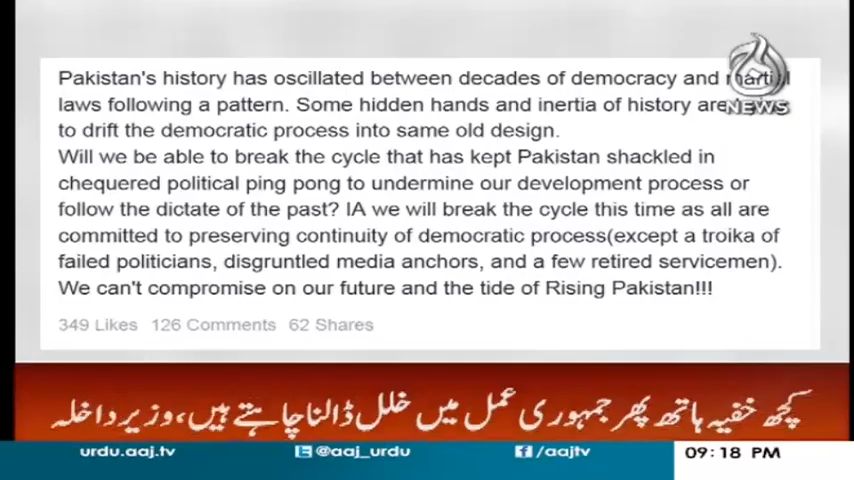 Pakistan's history has oscillated between decades of democracy and martial
laws following a pattern. Some hidden hands and inertia of history are
to drift the democratic process into same old design.
Will we be able to break the cycle that has kept Pakistan shackled in
chequered political ping pong to undermine our development process or
follow the dictate of the past? IA we will break the cycle this time as all are
committed to preserving continuity of democratic process(except a troika of
failed politicians, disgruntled media anchors, and a few retired servicemen).
We can't compromise on our future and the tide of Rising Pakistan!!!
349 Likes 126 Comments 62 Shares
NEWS
کچھ خفیہ ہاتھ پھر جمہوری عمل میں خلل ڈالنا چاہتے ہیں، وزیر داخلہ
urdu.aaj.tv @aaj_urdu /aajtv 09:18 PM